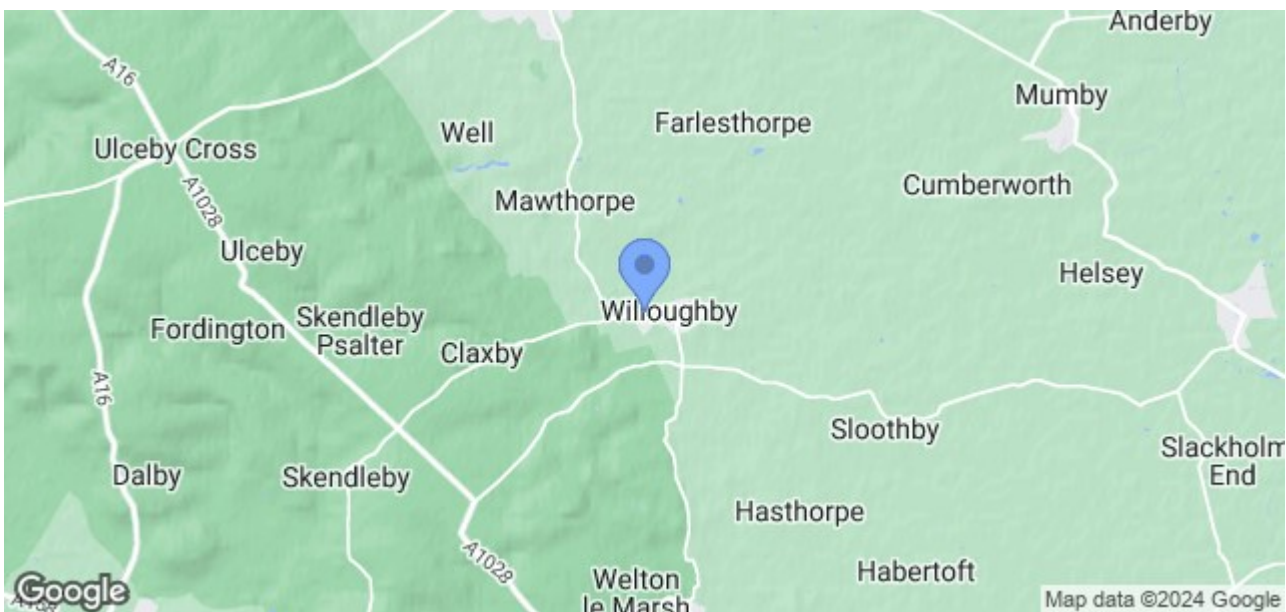 Anderby
A16
Mumby
Well
Farlesthorpe
Ulceby Cross
Cumberworth
A1028
Mawthorpe
Ulceby
Helsey
Willoughby
Skendleby
Psalter
Fordington
Claxby
A16
Sloothby
Slackholm
End
Dalby
Skendleby
Hasthorpe
A1028
Habertoft
Welton
le Marsh
Google
Map data ©2024 Google